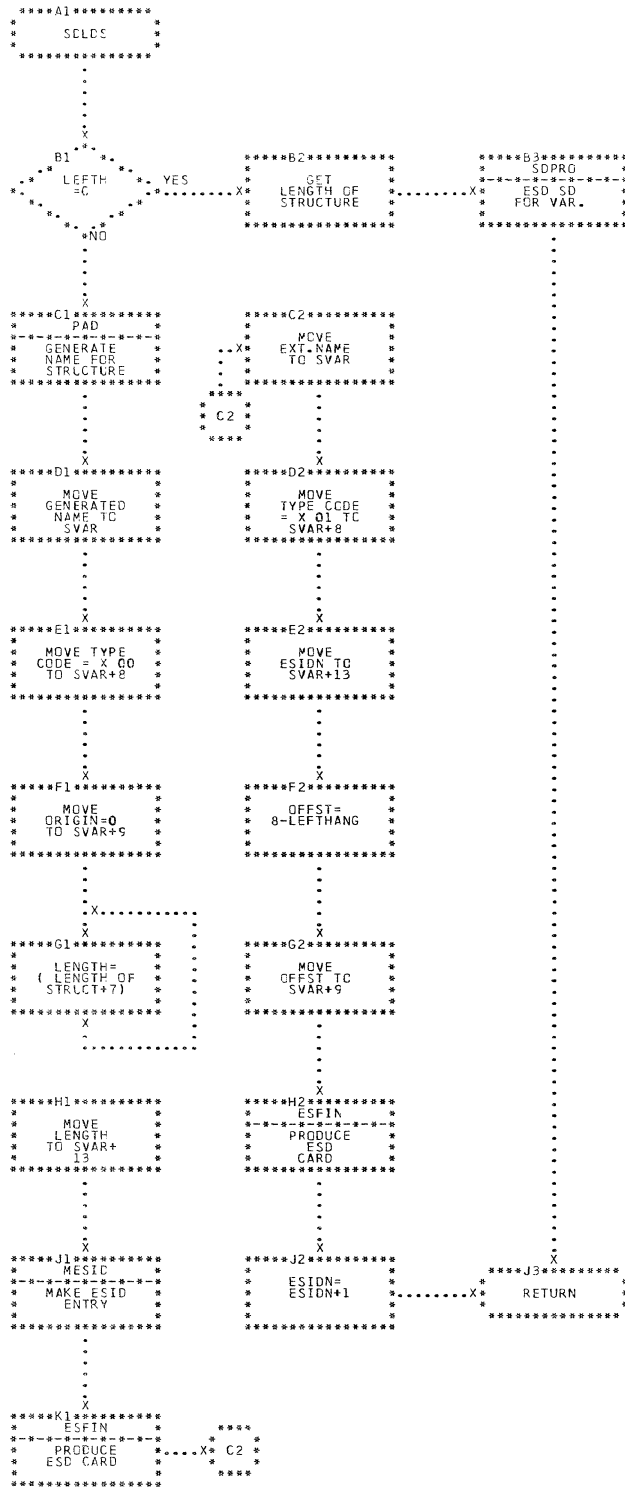 A1
SDLDS
B1
LEFTH
=0
YES
NO
B2
GET
LENGTH OF
STRUCTURE
B3
SDPRO
ESD SD
FOR VAR.
C1
PAD
GENERATE
NAME FOR
STRUCTURE
C2
MOVE
EXT.NAME
TO SVAR
C2
D1
MOVE
GENERATED
NAME TO
SVAR
D2
MOVE
TYPE CODE
= X 01 TO
SVAR+8
E1
MOVE TYPE
CODE = X 00
TO SVAR+8
E2
MOVE
ESIDN TO
SVAR+13
F1
MOVE
ORIGIN=0
TO SVAR+9
F2
OFFST=
8-LEFTHANG
G1
LENGTH=
( LENGTH OF
STRUCT+7)
G2
MOVE
OFFST TO
SVAR+9
H1
MOVE
LENGTH
TO SVAR+
13
H2
ESFIN
PRODUCE
ESD
CARD
J1
MESID
MAKE ESID
ENTRY
J2
ESIDN=
ESIDN+1
J3
RETURN
K1
ESFIN
PRODUCE
ESD CARD
C2